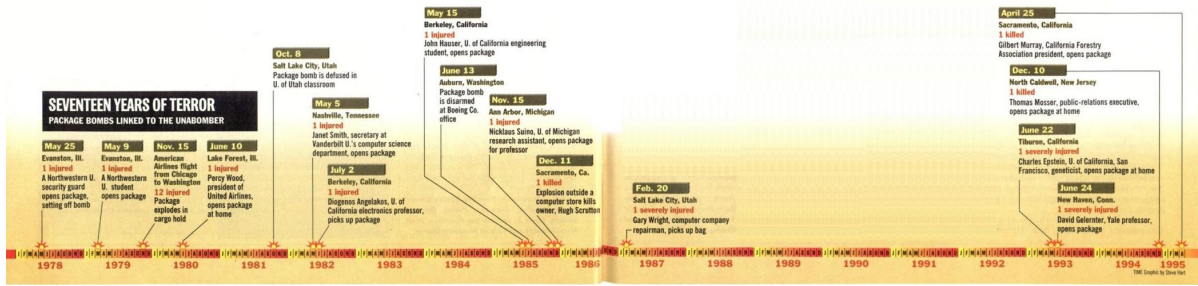 SEVENTEEN YEARS OF TERROR
PACKAGE BOMBS LINKED TO THE UNABOMBER
May 25
Evanston, Ill.
1 injured
A Northwestern U.
security guard
opens package,
setting off bomb
May 9
Evanston, Ill.
1 injured
A Northwestern
U. student
opens package
Nov. 15
American
Airlines flight
from Chicago
to Washington
12 injured
Package
explodes in
cargo hold
June 10
Lake Forest, Ill.
1 injured
Percy Wood,
president of
United Airlines,
opens package
at home
Oct. 8
Salt Lake City, Utah
Package bomb is defused in
U. of Utah classroom
May 5
Nashville, Tennessee
1 injured
Janet Smith, secretary at
Vanderbilt U.'s computer science
department, opens package
July 2
Berkeley, California
1 injured
Diogenos Angelakos, U. of
California electronics professor,
picks up package
May 15
Berkeley, California
1 injured
John Hauser, U. of California engineering
student, opens package
June 13
Auburn, Washington
Package bomb
is disarmed
at Boeing Co.
office
Nov. 15
Ann Arbor, Michigan
1 injured
Nicklaus Suino, U. of Michigan
research assistant, opens package
for professor
Dec. 11
Sacramento, Ca.
1 killed
Explosion outside a
computer store kills
owner, Hugh Scrutton
Feb. 20
Salt Lake City, Utah
1 severely injured
Gary Wright, computer company
repairman, picks up bag
April 25
Sacramento, California
1 killed
Gilbert Murray, California Forestry
Association president, opens package
Dec. 10
North Caldwell, New Jersey
1 killed
Thomas Mosser, public-relations executive,
opens package at home
June 22
Tiburon, California
1 severely injured
Charles Epstein, U. of California, San
Francisco, geneticist, opens package at home
June 24
New Haven, Conn.
1 severely injured
David Gelernter, Yale professor,
opens package
1978 1979 1980 1981 1982 1983 1984 1985 1986 1987 1988 1989 1990 1991 1992 1993 1994 1995
TIME Graphic by Steve Hart